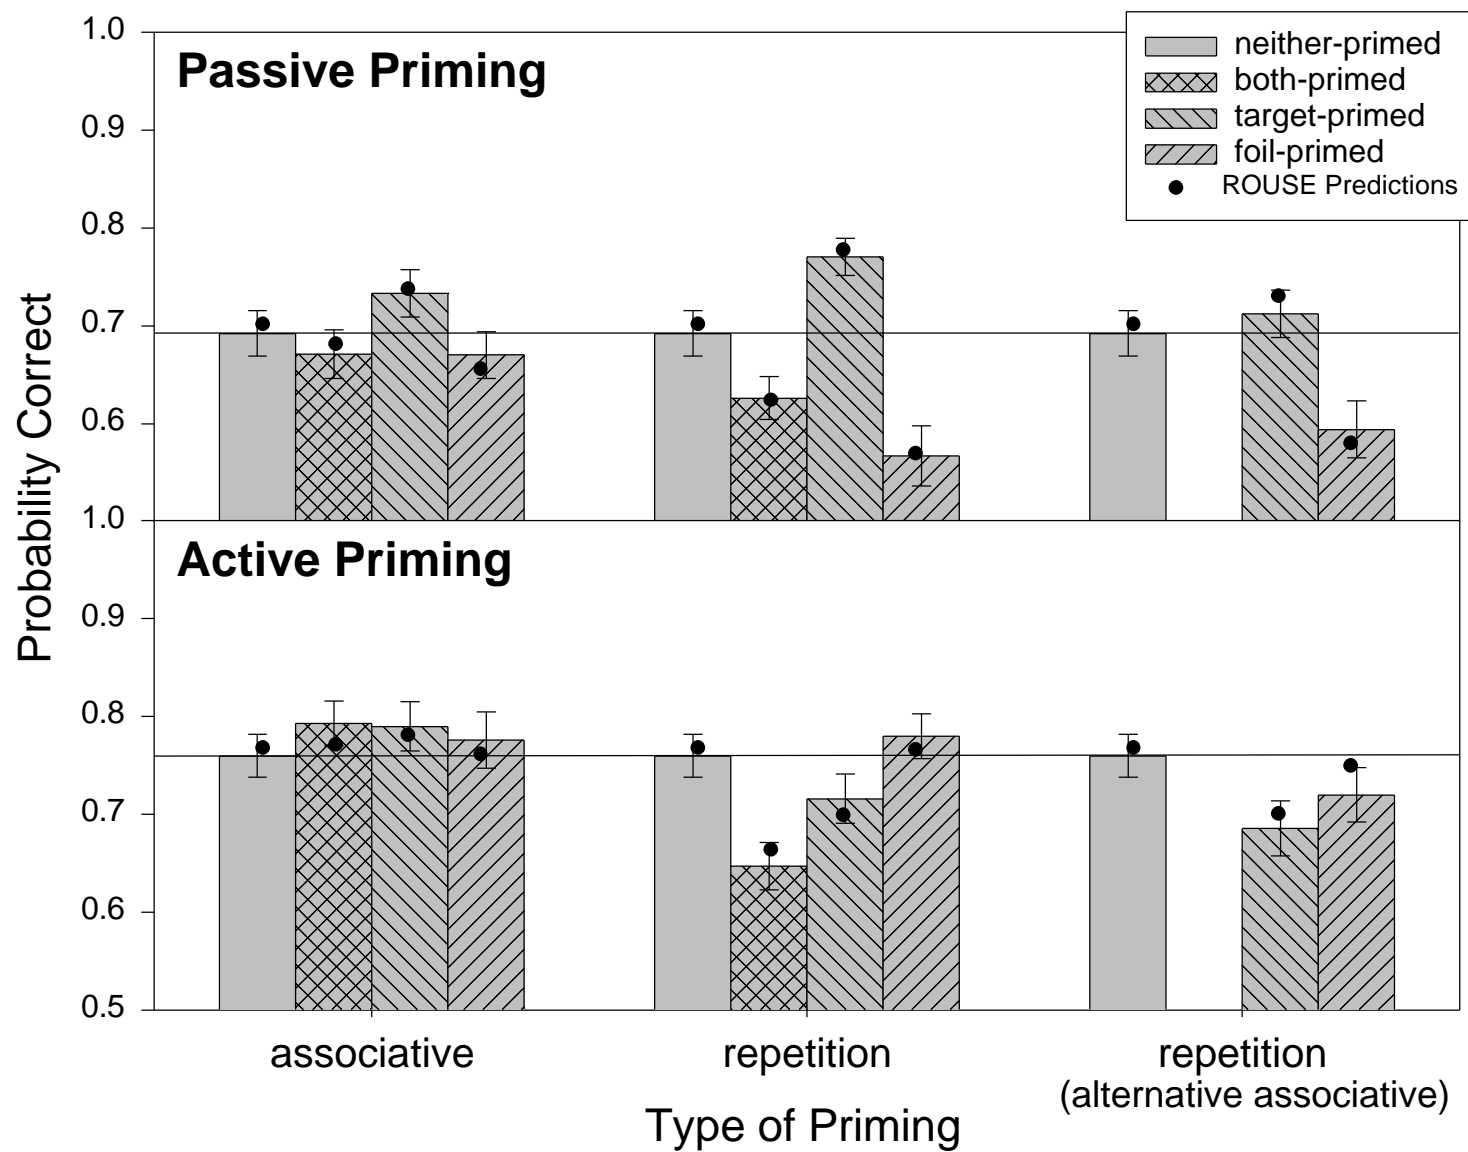 Probability Correct
1.0
0.9
0.8
0.7
0.6
1.0
0.9
0.8
0.7
0.6
0.5
Passive Priming
neither-primed
both-primed
target-primed
foil-primed
ROUSE Predictions
Active Priming
associative
repetition
repetition
(alternative associative)
Type of Priming